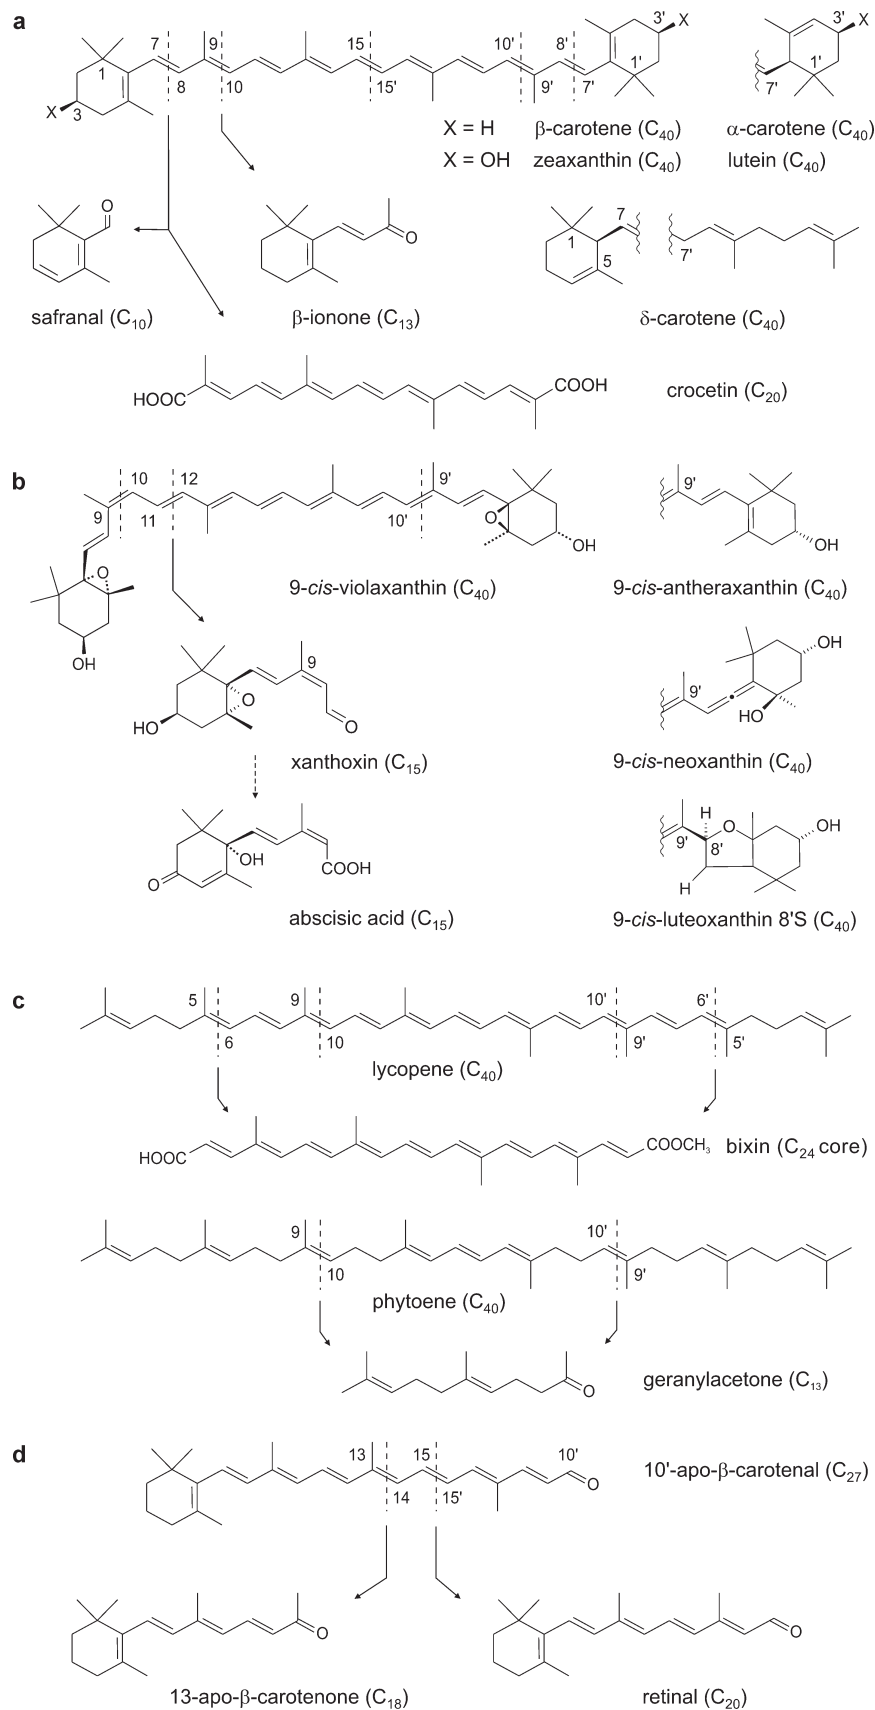 a
7 9 15 10' 8' 3' X 3' X
1 1' 1'
X 3 8 10 15' 9' 7' 7'
X = H β-carotene (C40) α-carotene (C40)
X = OH zeaxanthin (C40) lutein (C40)
O O 1 5 7 7'
safranal (C10) β-ionone (C13) δ-carotene (C40)
HOOC COOH crocetin (C20)
b
10 12 9' 9'
9 11 10' O OH OH
O
OH 9-cis-violaxanthin (C40) 9-cis-antheraxanthin (C40)
9 OH
O 9'
HO O HO
xanthoxin (C15) 9-cis-neoxanthin (C40)
H O OH
OH 9' 8'
O COOH H
abscisic acid (C15) 9-cis-luteoxanthin 8'S (C40)
c
5 9 10' 6'
6 10 9' 5'
lycopene (C40)
HOOC COOCH3 bixin (C24 core)
9 10'
10 9'
phytoene (C40)
O geranylacetone (C13)
d
13 15 10'
O 10'-apo-β-carotenal (C27)
14 15'
O O
13-apo-β-carotenone (C18) retinal (C20)